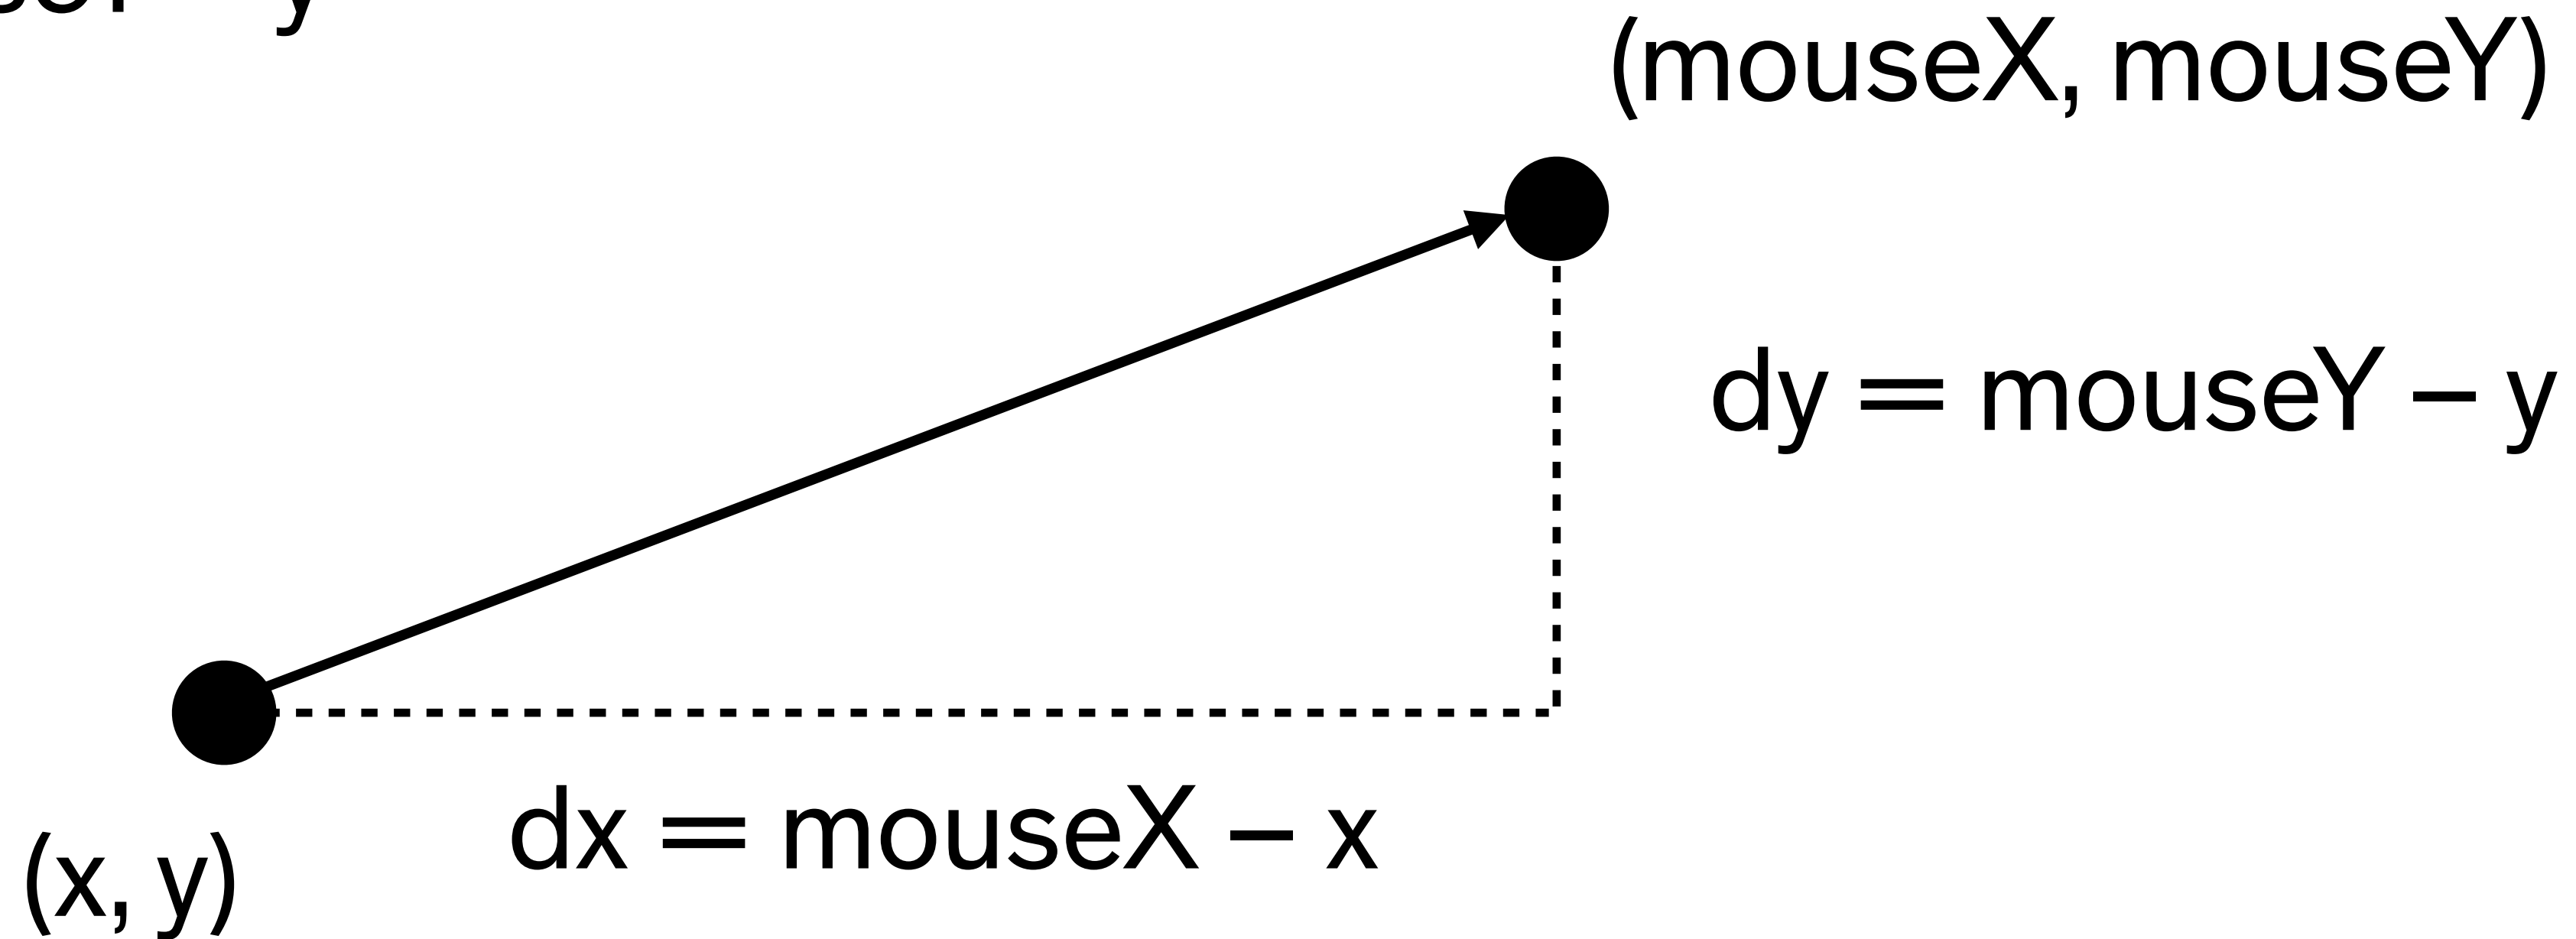 y
(mouseX, mouseY)
dy = mouseY – y
dx = mouseX – x
(x, y)